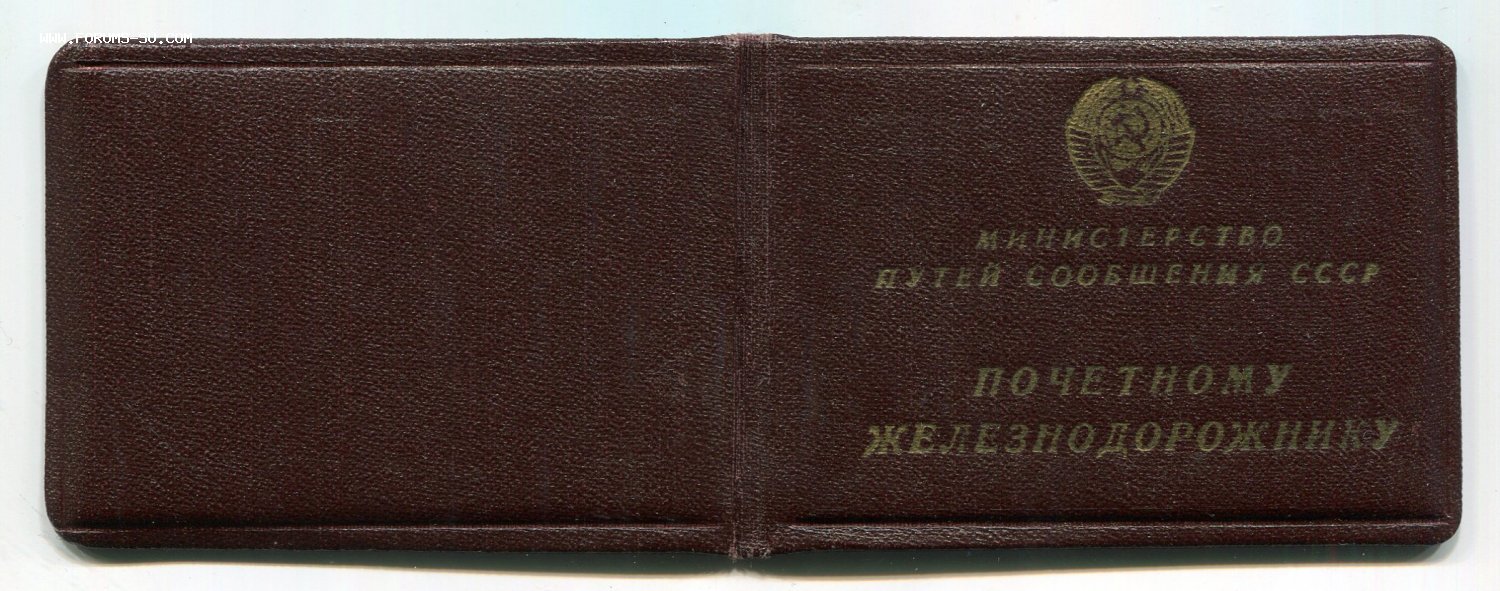 WWW.FORUMS-SU.COM
МИНИСТЕРСТВО
ПУТЕЙ СООБЩЕНИЯ СССР
ПОЧЕТНОМУ
ЖЕЛЕЗНОДОРОЖНИКУ